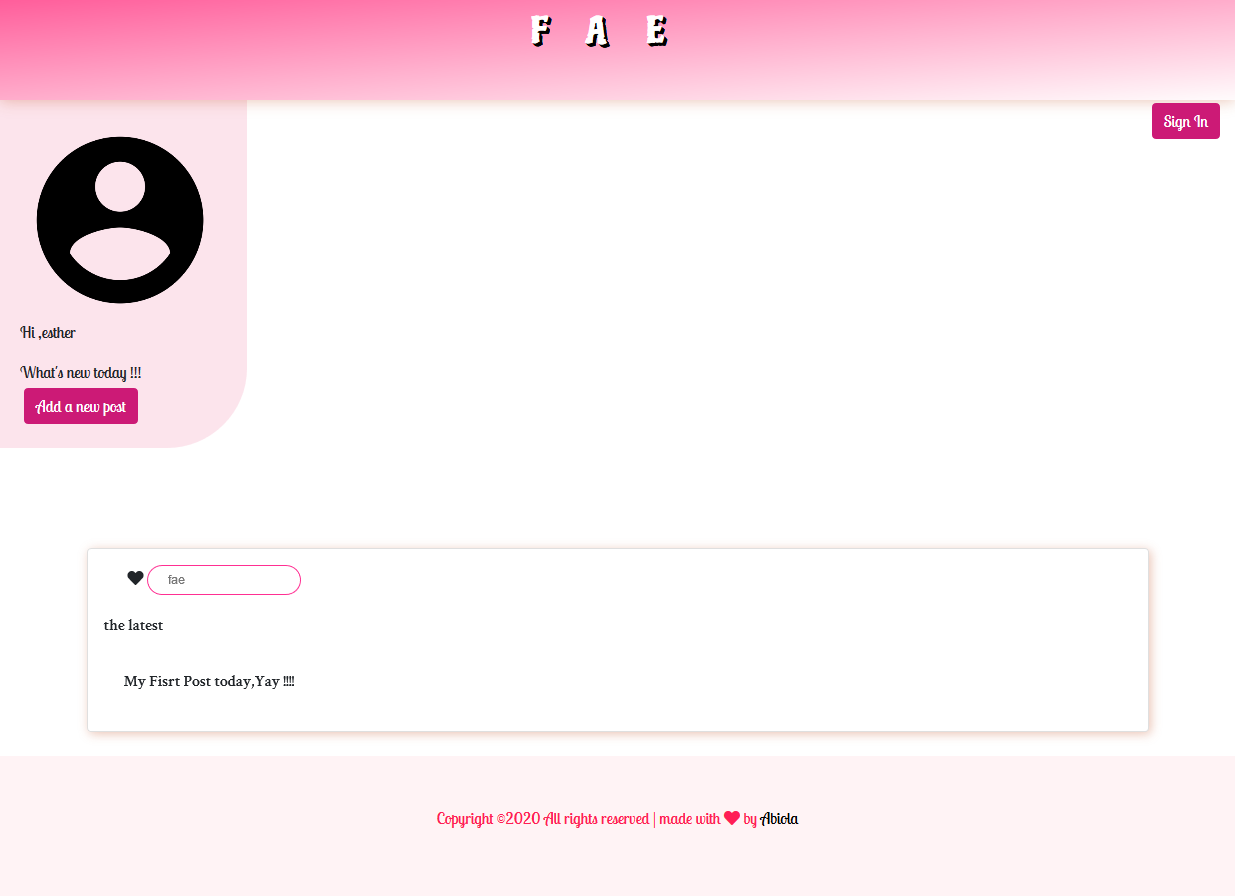 F A E
Sign In
Hi ,esther
What's new today !!!
Add a new post
fae
the latest
My Fisrt Post today,Yay !!!!
Copyright ©2020 All rights reserved | made with ♥ by Abiola